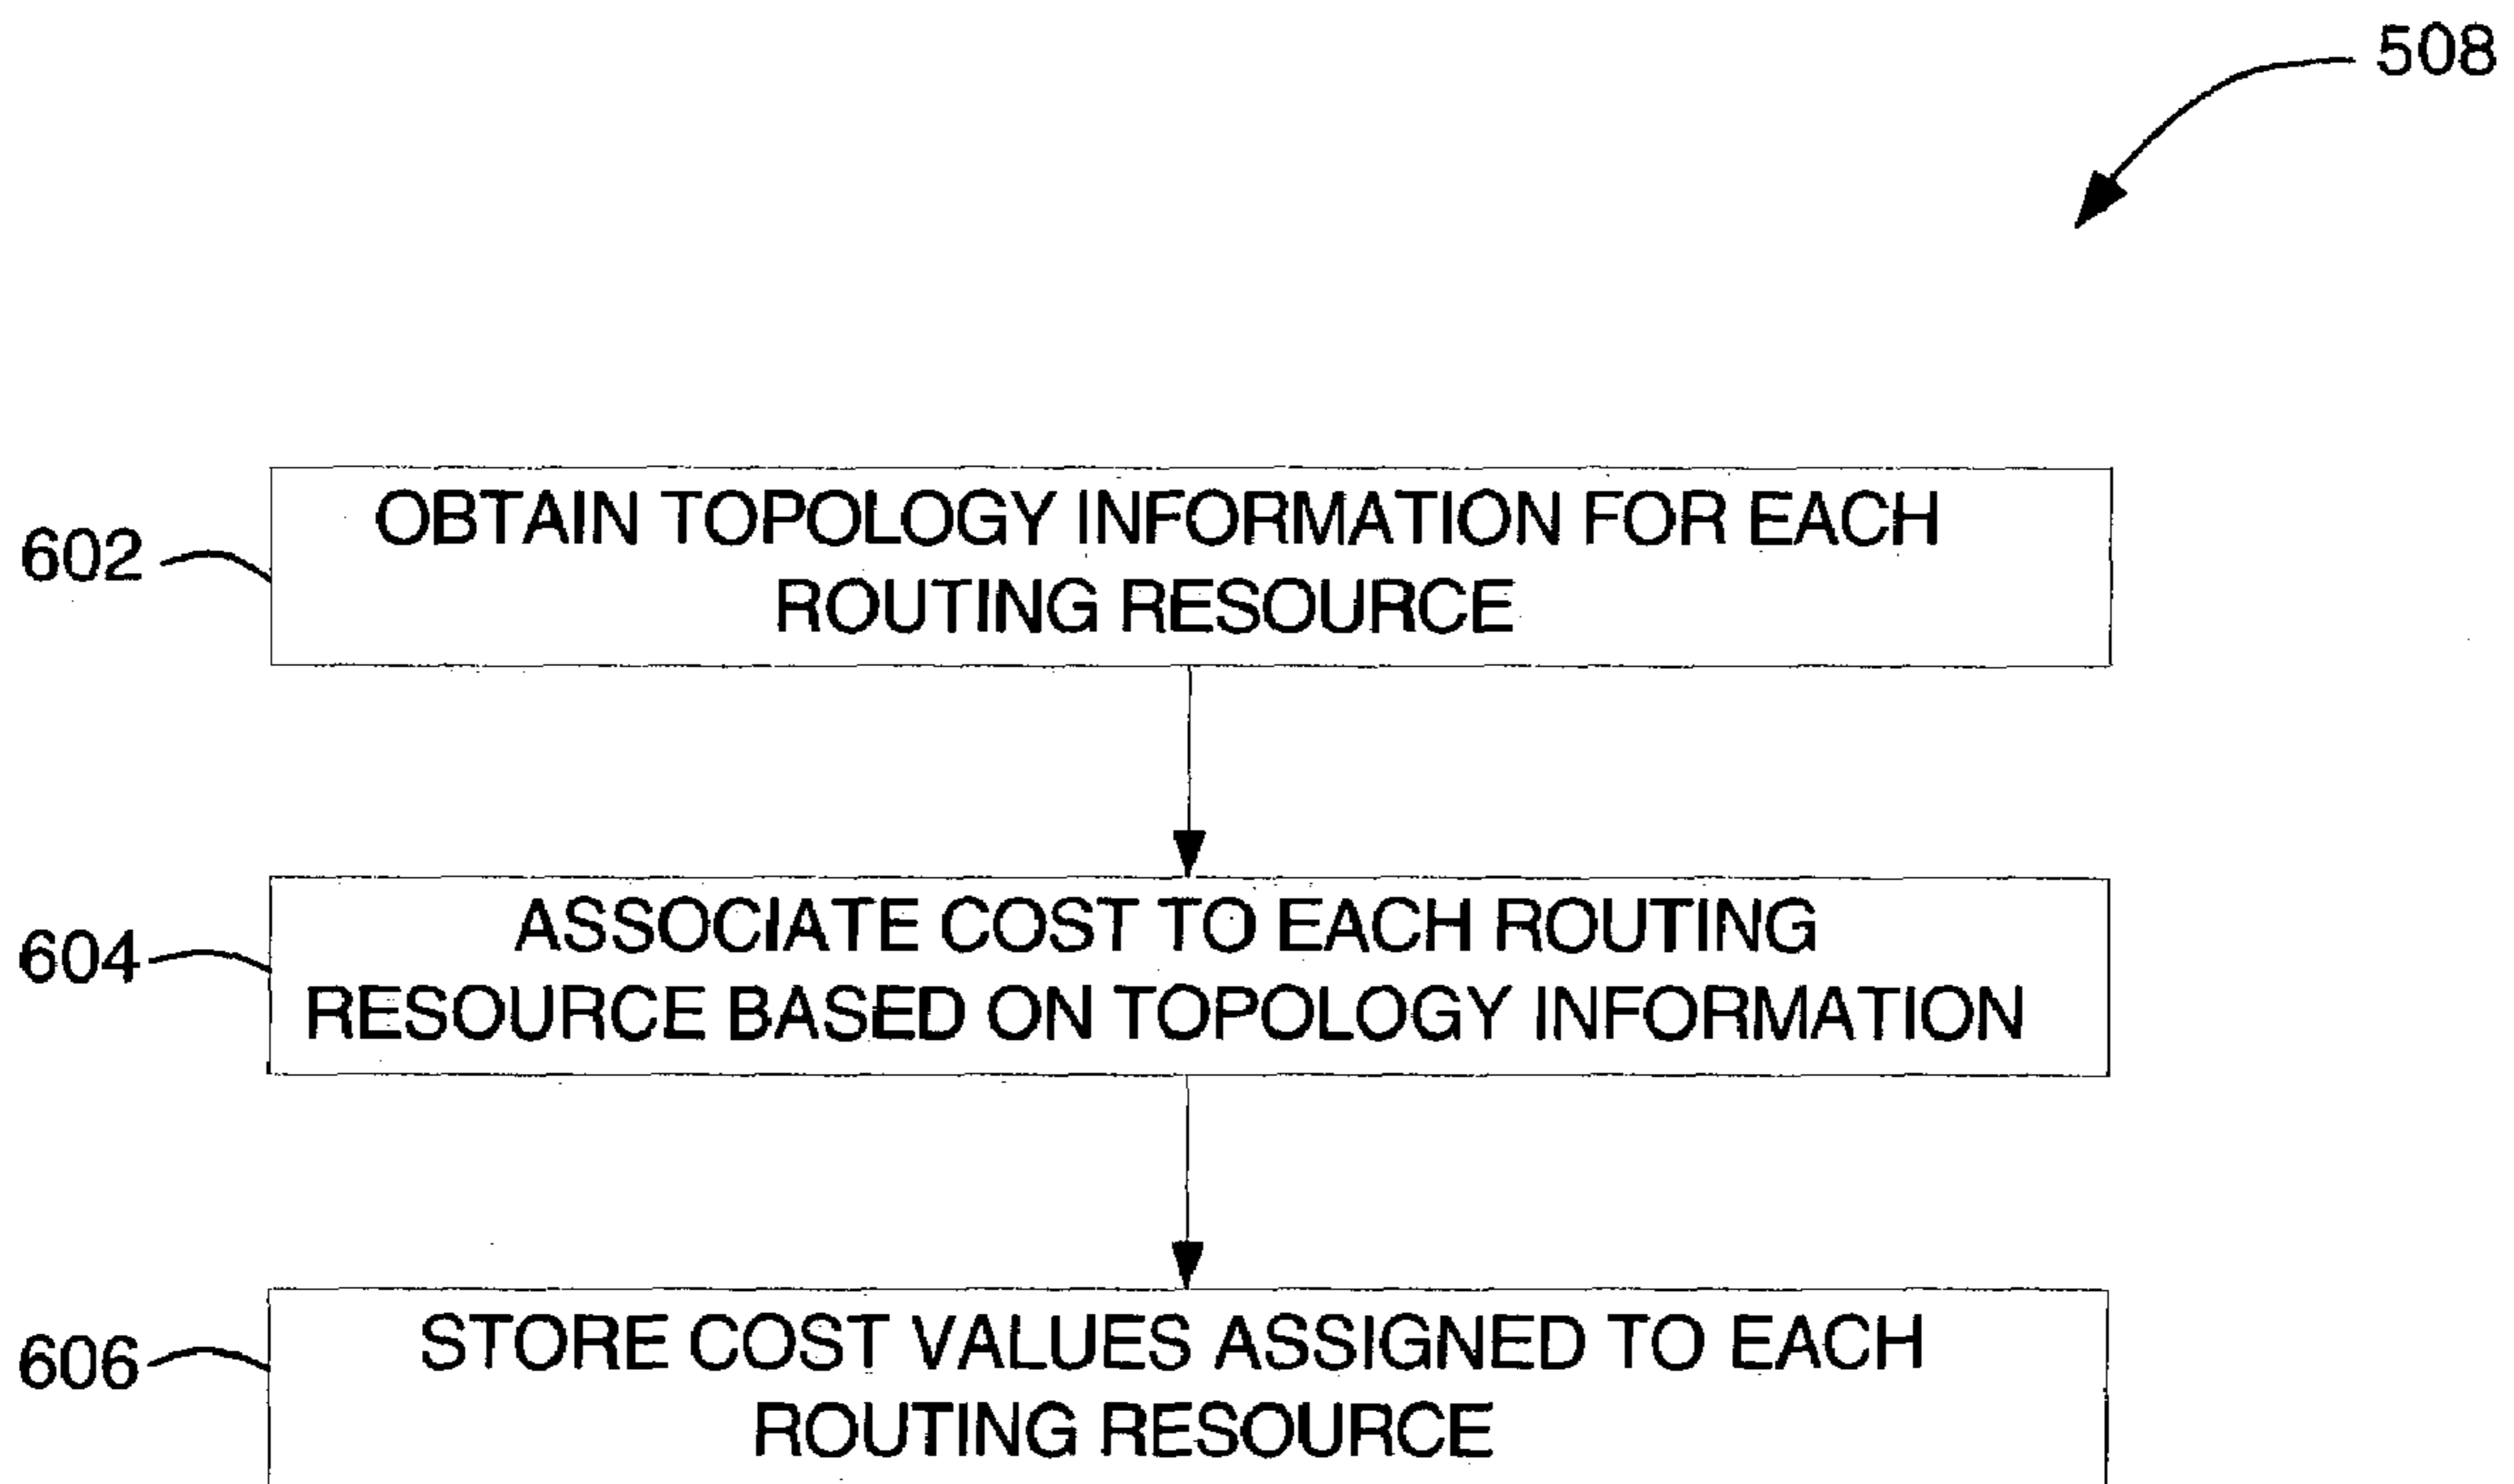 508
602
OBTAIN TOPOLOGY INFORMATION FOR EACH
ROUTING RESOURCE
604
ASSOCIATE COST TO EACH ROUTING
RESOURCE BASED ON TOPOLOGY INFORMATION
606
STORE COST VALUES ASSIGNED TO EACH
ROUTING RESOURCE